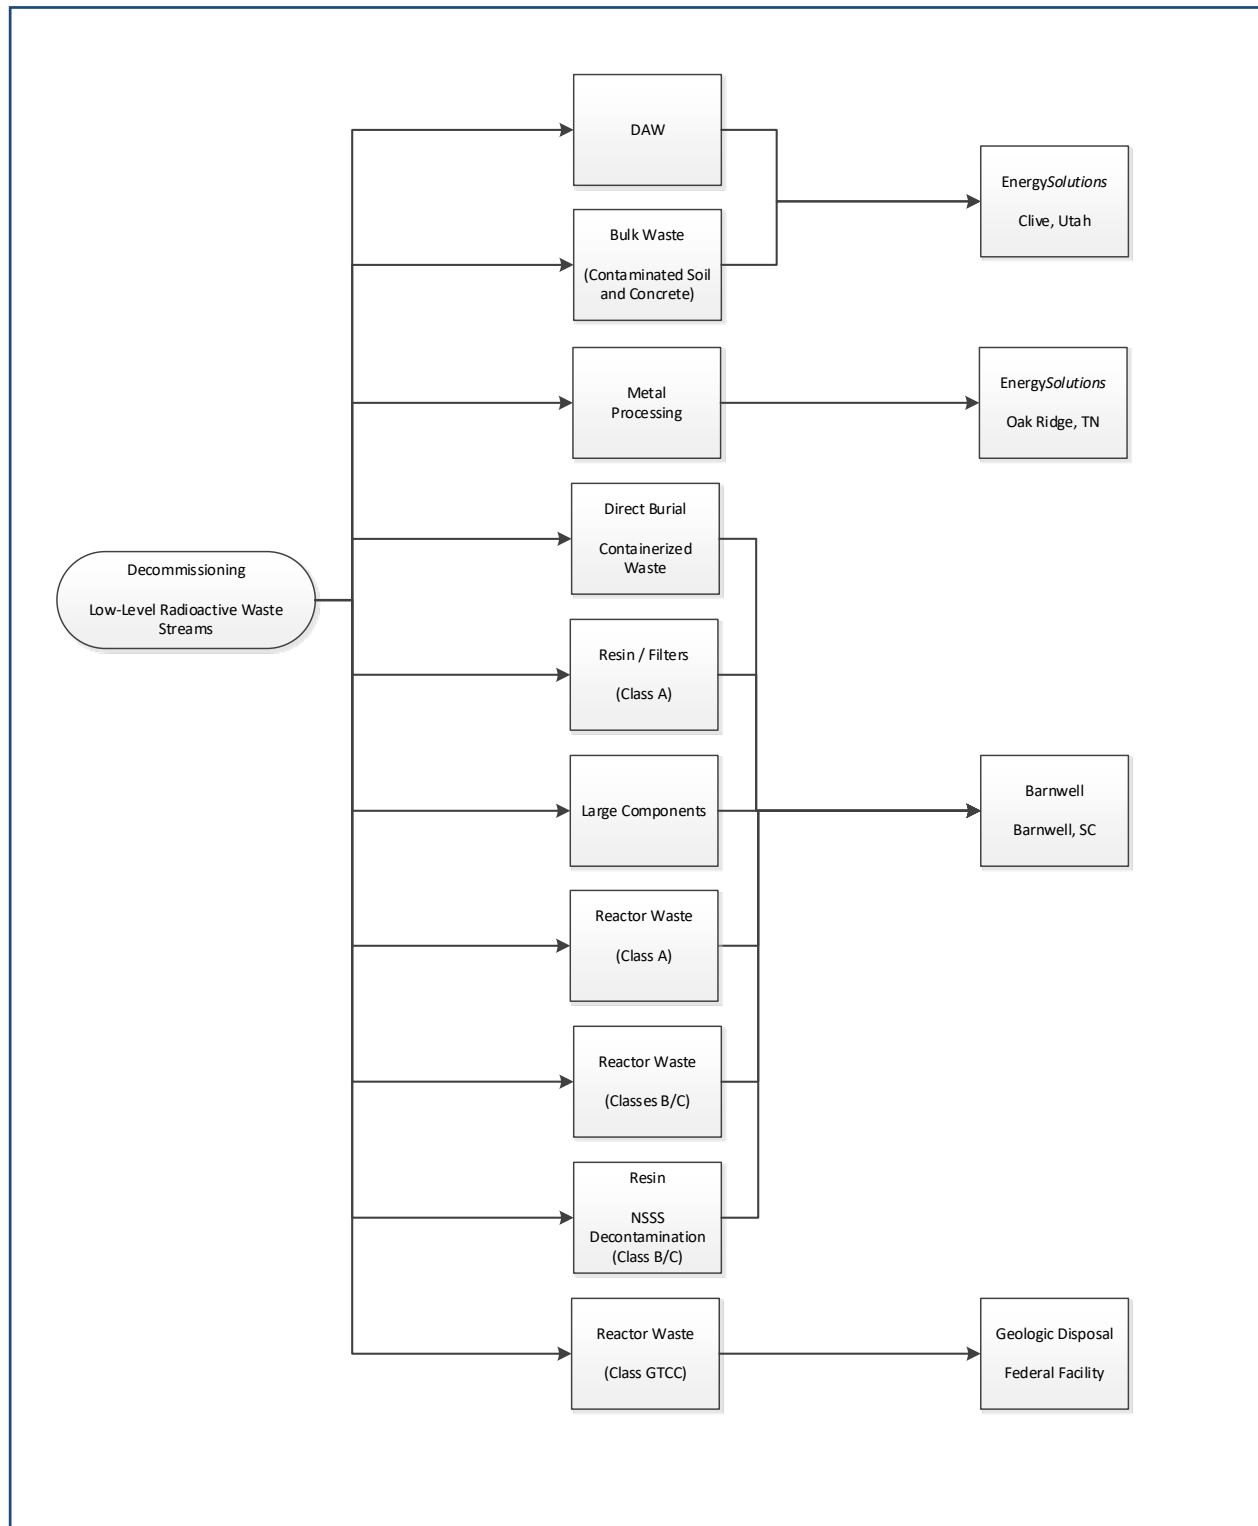 DAW
EnergySolutions
Clive, Utah
Bulk Waste
(Contaminated Soil
and Concrete)
Metal
Processing
EnergySolutions
Oak Ridge, TN
Direct Burial
Containerized
Waste
Decommissioning
Low-Level Radioactive Waste
Streams
Resin / Filters
(Class A)
Large Components
Barnwell
Barnwell, SC
Reactor Waste
(Class A)
Reactor Waste
(Classes B/C)
Resin
NSSS
Decontamination
(Class B/C)
Reactor Waste
(Class GTCC)
Geologic Disposal
Federal Facility